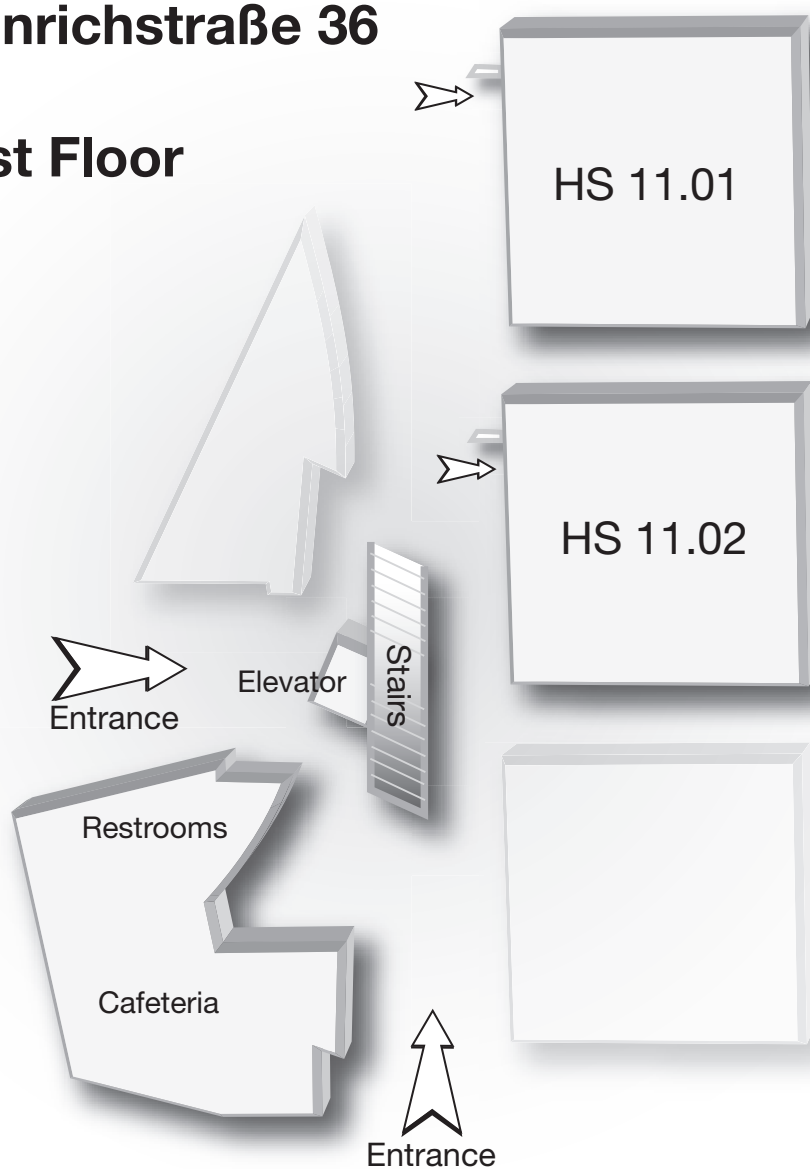 nrichstraße 36
st Floor
HS 11.01
HS 11.02
Stairs
Elevator
Entrance
Restrooms
Cafeteria
Entrance